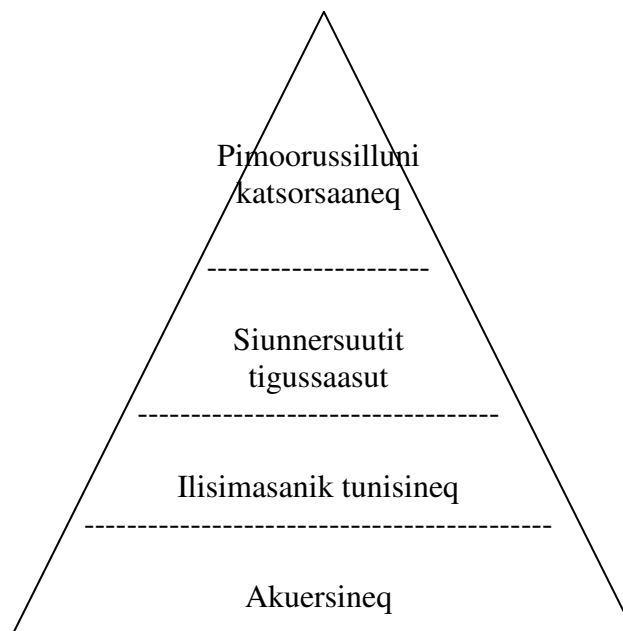 Pimoorussilluni
katsorsaaneq
Siunnersuutit
tigussaasut
Ilisimasanik tunisineq
Akuersineq